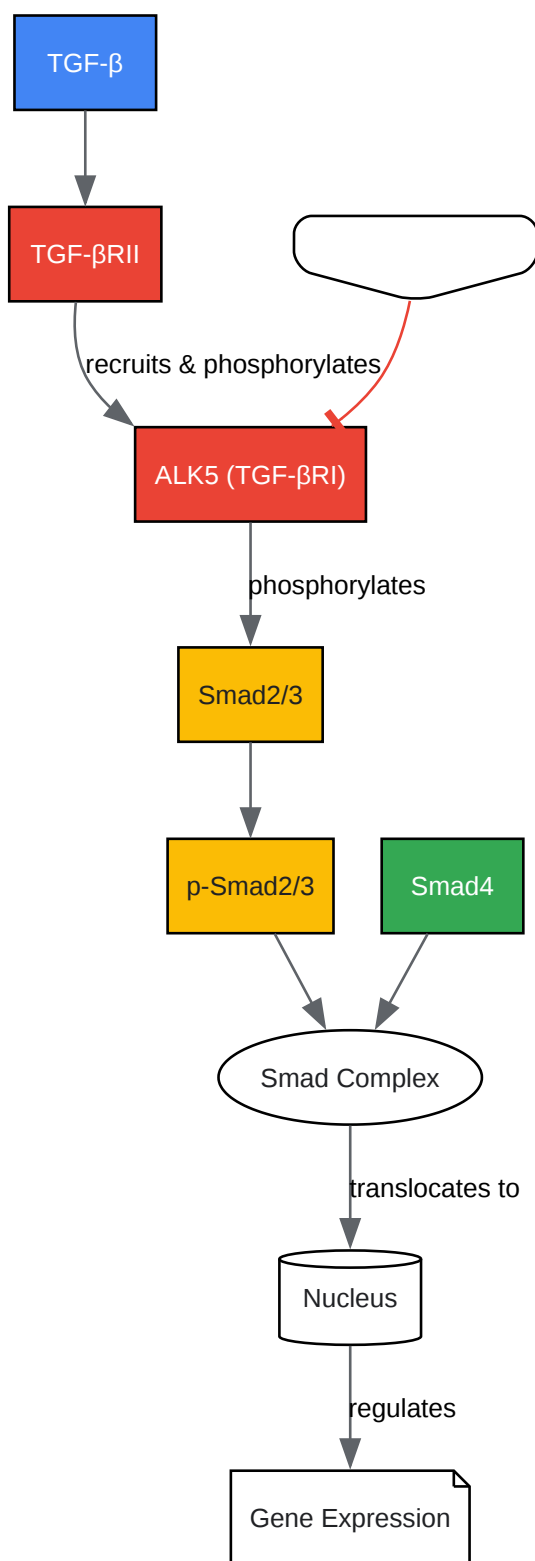 TGF-β
TGF-βRII
recruits & phosphorylates
ALK5 (TGF-βRI)
phosphorylates
Smad2/3
p-Smad2/3
Smad4
Smad Complex
translocates to
Nucleus
regulates
Gene Expression